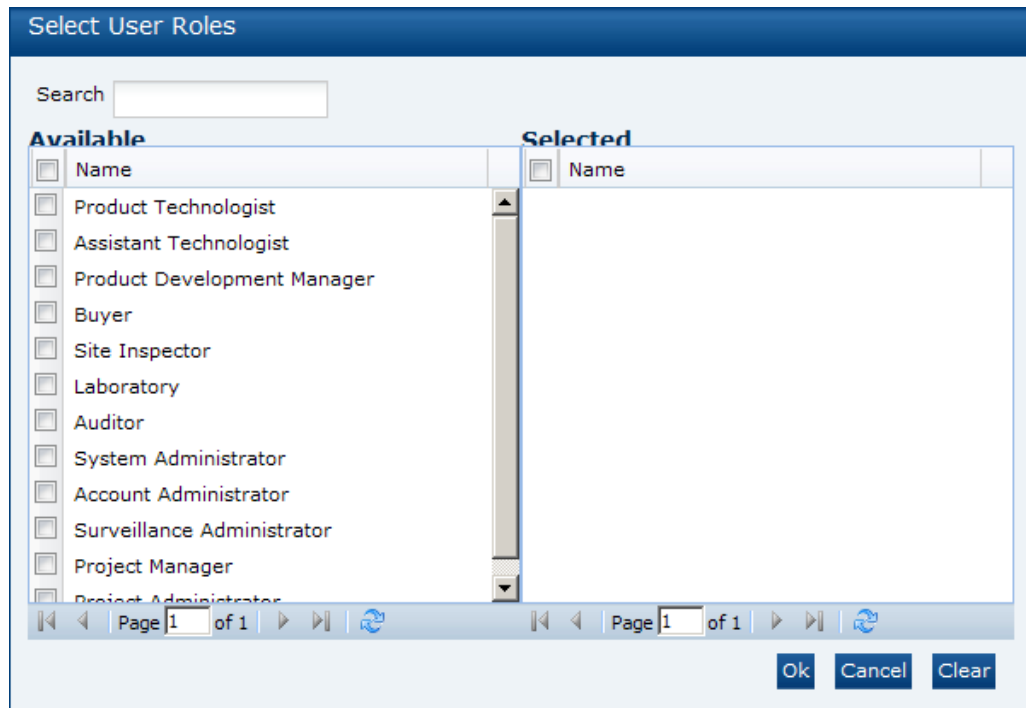 Select User Roles
Search
Available Selected
Name Name
Product Technologist
Assistant Technologist
Product Development Manager
Buyer
Site Inspector
Laboratory
Auditor
System Administrator
Account Administrator
Surveillance Administrator
Project Manager
Project Administrator
Page 1 of 1 Page 1 of 1
Ok Cancel Clear